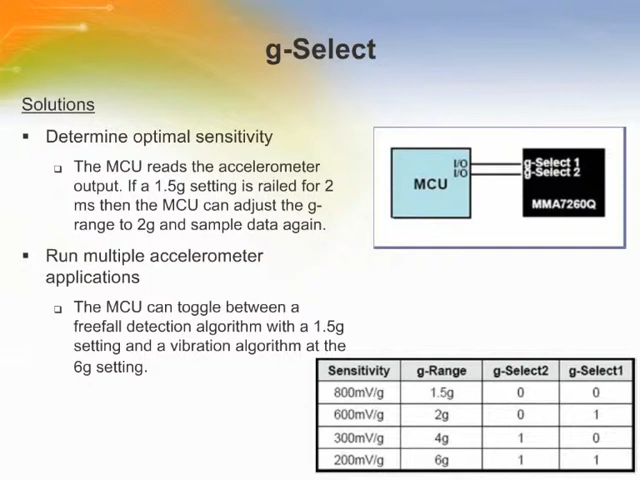 g-Select
Solutions
▪ Determine optimal sensitivity
❑ The MCU reads the accelerometer
output. If a 1.5g setting is railed for 2
ms then the MCU can adjust the g-
range to 2g and sample data again.
▪ Run multiple accelerometer
applications
❑ The MCU can toggle between a
freefall detection algorithm with a 1.5g
setting and a vibration algorithm at the
6g setting.
MCU
I/O
I/O
g-Select 1
g-Select 2
MMA7260Q
Sensitivity g-Range g-Select2 g-Select1
800mV/g 1.5g 0 0
600mV/g 2g 0 1
300mV/g 4g 1 0
200mV/g 6g 1 1